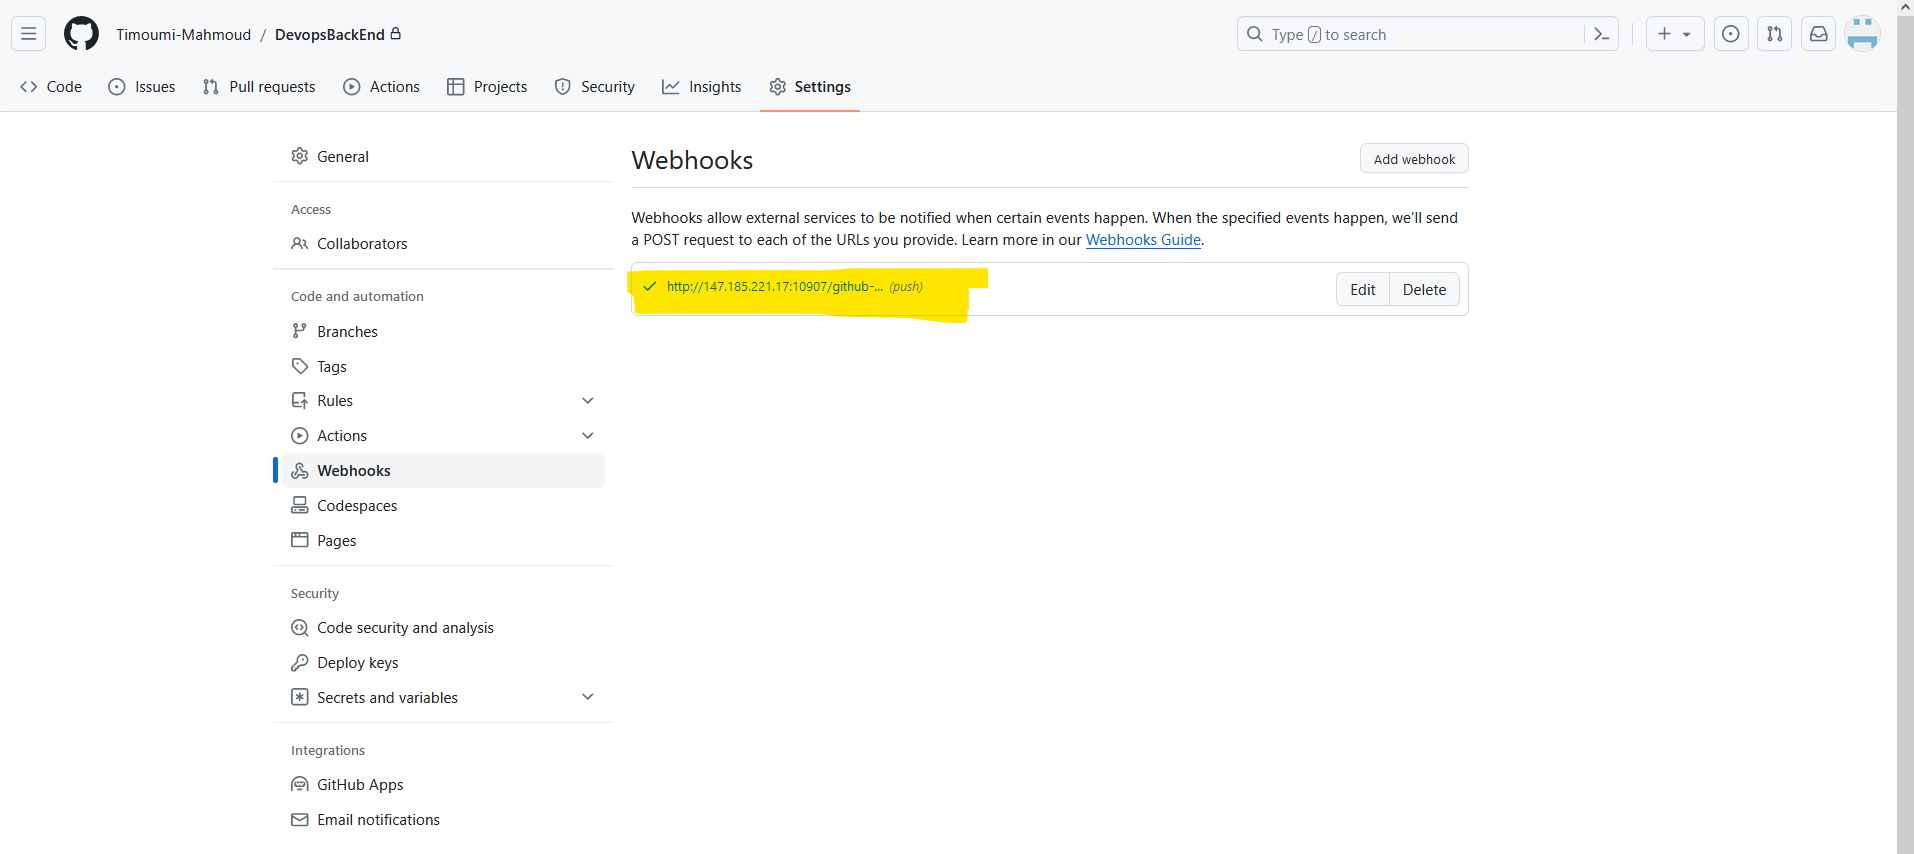 Timoumi-Mahmoud / DevopsBackEnd
Type / to search
Code Issues Pull requests Actions Projects Security Insights Settings
General
Access
Collaborators
Code and automation
Branches
Tags
Rules
Actions
Webhooks
Codespaces
Pages
Security
Code security and analysis
Deploy keys
Secrets and variables
Integrations
GitHub Apps
Email notifications
Webhooks
Add webhook
Webhooks allow external services to be notified when certain events happen. When the specified events happen, we'll send
a POST request to each of the URLs you provide. Learn more in our Webhooks Guide.
http://147.185.221.17:10907/github-... (push)
Edit Delete